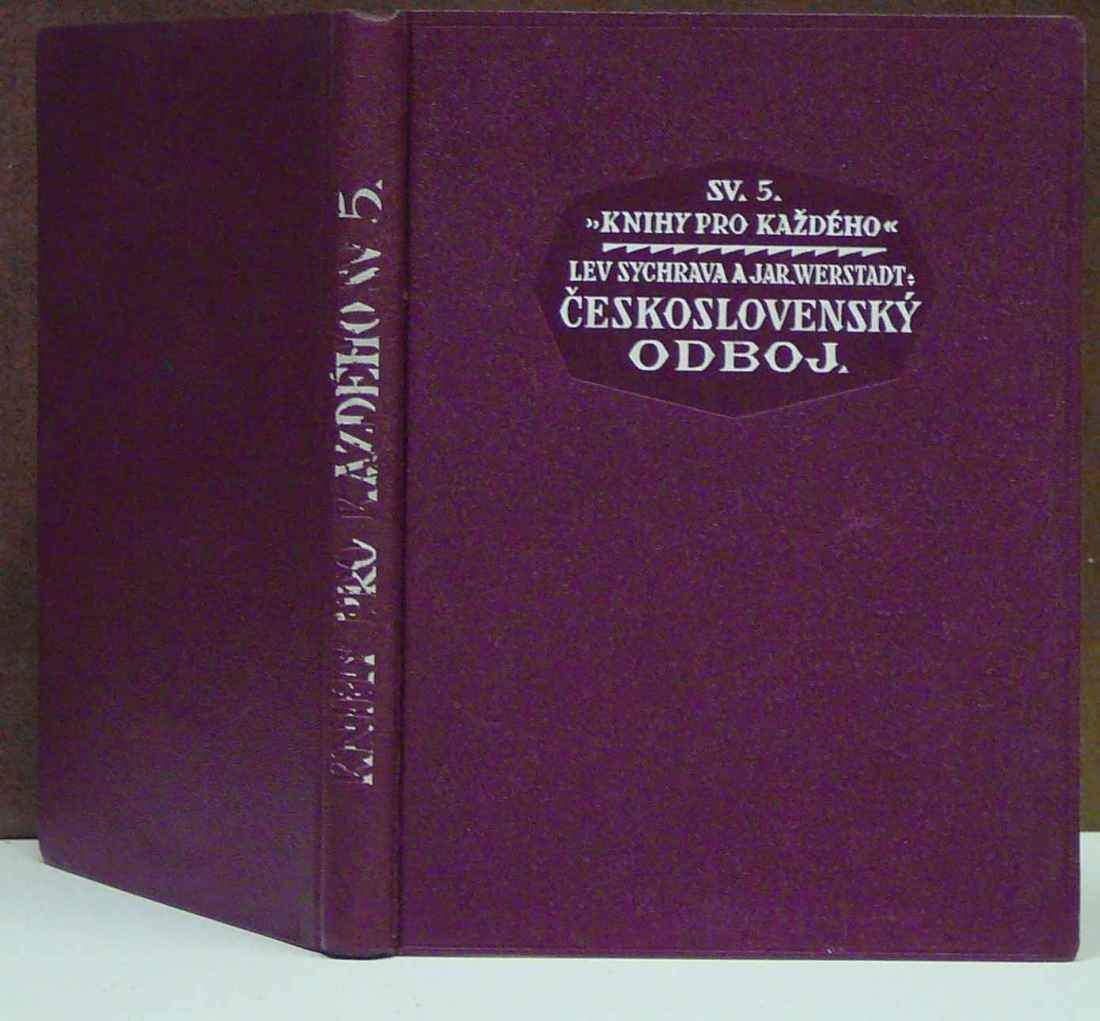 SV. 5.
»KNIHY PRO KAŽDÉHO«
LEV SYCHRAVA A JAR. WERSTADT:
ČESKOSLOVENSKÝ
ODBOJ.
KNIHY PRO KAŽDÉHO SV 5.